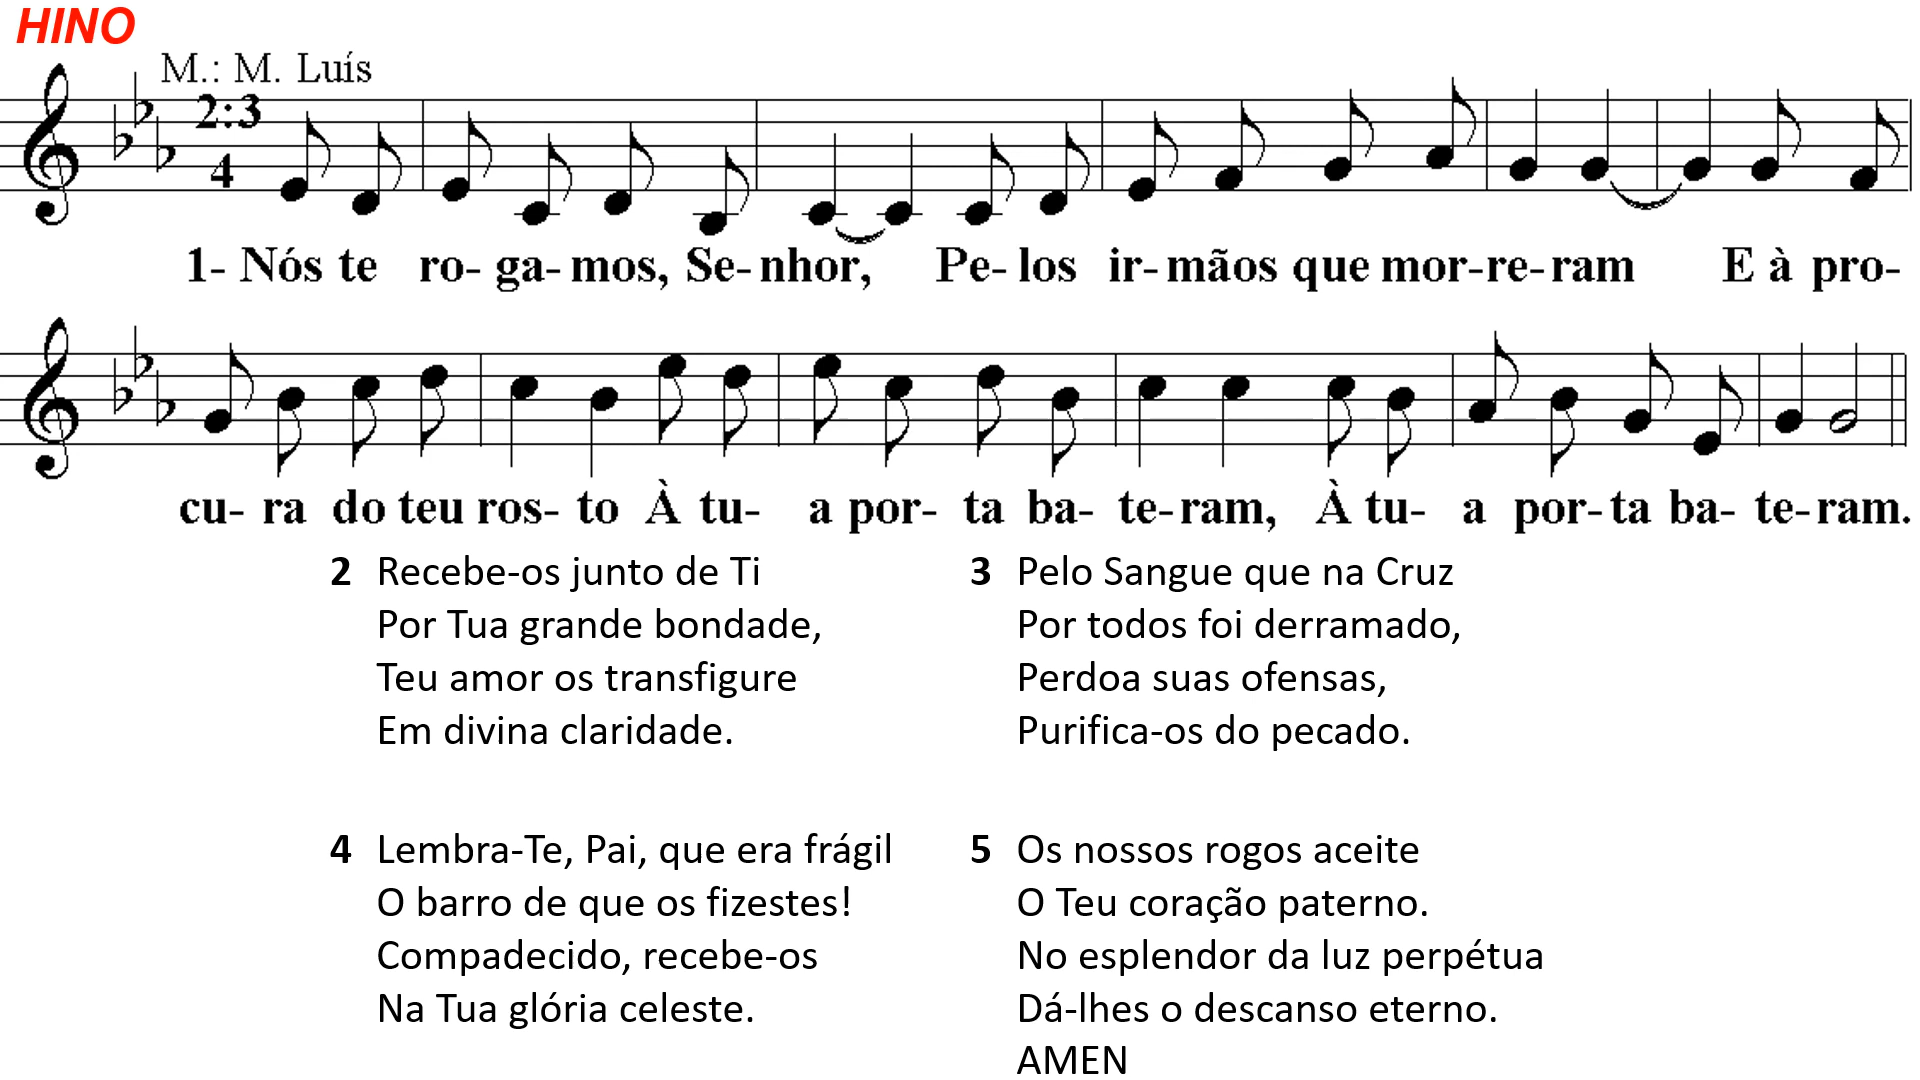 HINO
M.: M. Luís
2:3
4
1- Nós te ro- ga- mos, Se- nhor, Pe- los ir- mãos que mor- re- ram E à pro-
cu- ra do teu ros- to À tu- a por- ta ba- te- ram, À tu- a por- ta ba- te- ram.
2 Recebe-os junto de Ti
Por Tua grande bondade,
Teu amor os transfigure
Em divina claridade.
3 Pelo Sangue que na Cruz
Por todos foi derramado,
Perdoa suas ofensas,
Purifica-os do pecado.
4 Lembra-Te, Pai, que era frágil
O barro de que os fizestes!
Compadecido, recebe-os
Na Tua glória celeste.
5 Os nossos rogos aceite
O Teu coração paterno.
No esplendor da luz perpétua
Dá-lhes o descanso eterno.
AMEN